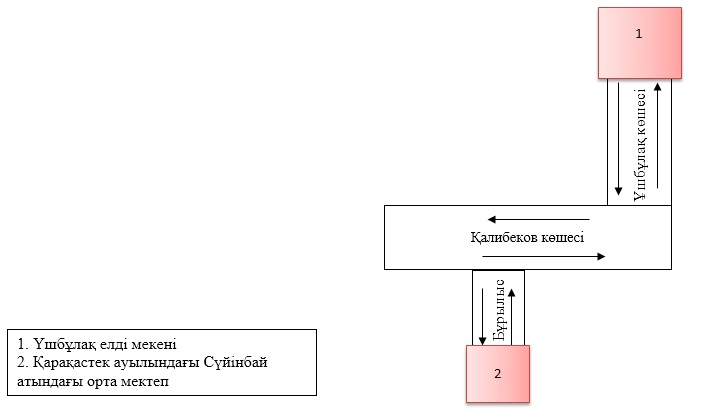 1
Үшбұлақ көшесі
Қалибеков көшесі
Бұрылыс
2
1. Үшбұлақ елді мекені
2. Қарақастек ауылындағы Сүйінбай
атындағы орта мектеп